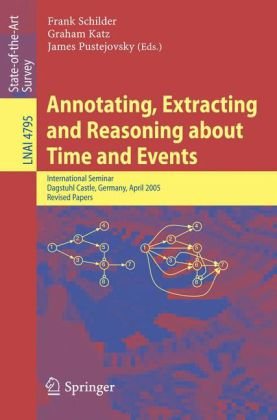 Frank Schilder
Graham Katz
James Pustejovsky (Eds.)
State-of-the-Art
Survey
LNAI 4795
Annotating, Extracting
and Reasoning about
Time and Events
International Seminar
Dagstuhl Castle, Germany, April 2005
Revised Papers
Springer